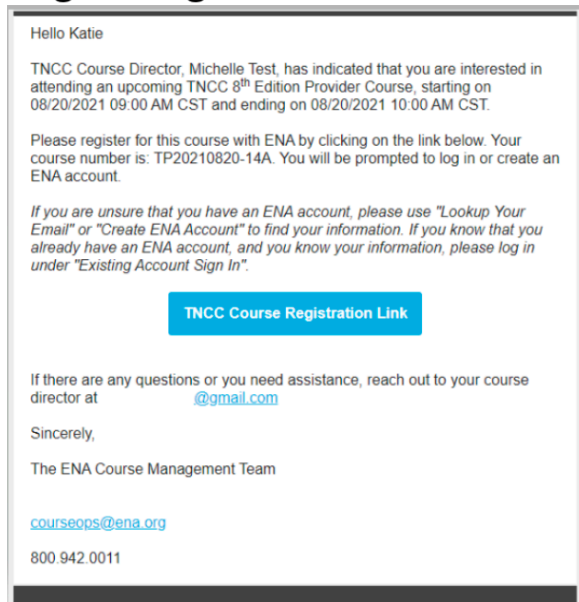 Hello Katie
TNCC Course Director, Michelle Test, has indicated that you are interested in
attending an upcoming TNCC 8th Edition Provider Course, starting on
08/20/2021 09:00 AM CST and ending on 08/20/2021 10:00 AM CST.
Please register for this course with ENA by clicking on the link below. Your
course number is: TP20210820-14A. You will be prompted to log in or create an
ENA account.
If you are unsure that you have an ENA account, please use "Lookup Your
Email" or "Create ENA Account" to find your information. If you know that you
already have an ENA account, and you know your information, please log in
under "Existing Account Sign In".
TNCC Course Registration Link
If there are any questions or you need assistance, reach out to your course
director at @gmail.com
Sincerely,
The ENA Course Management Team
courseops@ena.org
800.942.0011